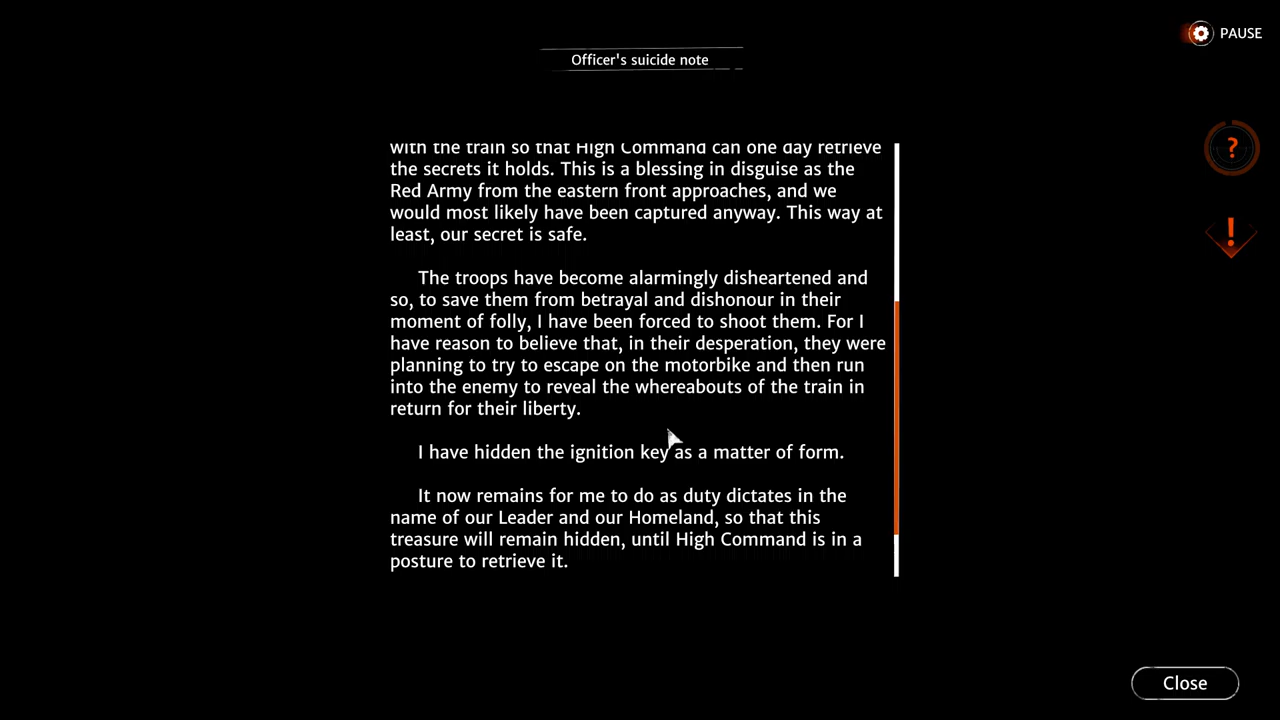 PAUSE
Officer's suicide note
with the train so that High Command can one day retrieve
the secrets it holds. This is a blessing in disguise as the
Red Army from the eastern front approaches, and we
would most likely have been captured anyway. This way at
least, our secret is safe.
The troops have become alarmingly disheartened and
so, to save them from betrayal and dishonour in their
moment of folly, I have been forced to shoot them. For I
have reason to believe that, in their desperation, they were
planning to try to escape on the motorbike and then run
into the enemy to reveal the whereabouts of the train in
return for their liberty.
I have hidden the ignition key as a matter of form.
It now remains for me to do as duty dictates in the
name of our Leader and our Homeland, so that this
treasure will remain hidden, until High Command is in a
posture to retrieve it.
?
!
Close